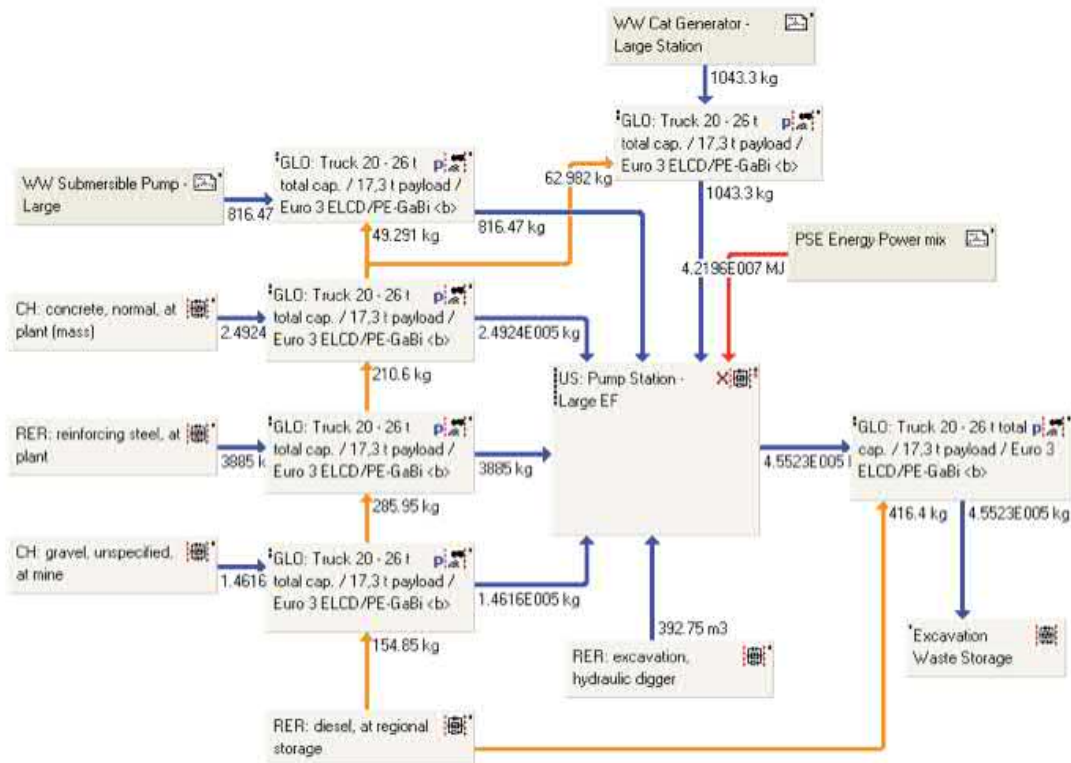 WW Cat Generator -
Large Station
1043.3 kg
GLO: Truck 20 - 26 t
total cap. / 17,3 t payload /
Euro 3 ELCD/PE-GaBi <b>
62.982 kg
1043.3 kg
WW Submersible Pump -
Large
816.47
GLO: Truck 20 - 26 t
total cap. / 17,3 t payload /
Euro 3 ELCD/PE-GaBi <b>
49.291 kg
816.47 kg
PSE Energy Power mix
4.2196E007 MJ
CH: concrete, normal, at
plant (mass)
2.4924
GLO: Truck 20 - 26 t
total cap. / 17,3 t payload /
Euro 3 ELCD/PE-GaBi <b>
2.4924E005 kg
210.6 kg
US: Pump Station -
Large EF
RER: reinforcing steel, at
plant
3885
GLO: Truck 20 - 26 t
total cap. / 17,3 t payload /
Euro 3 ELCD/PE-GaBi <b>
3885 kg
285.95 kg
4.5523E005
GLO: Truck 20 - 26 t total
cap. / 17,3 t payload / Euro 3
ELCD/PE-GaBi <b>
416.4 kg
4.5523E005 kg
CH: gravel, unspecified,
at mine
1.4616
GLO: Truck 20 - 26 t
total cap. / 17,3 t payload /
Euro 3 ELCD/PE-GaBi <b>
1.4616E005 kg
154.85 kg
392.75 m3
RER: excavation,
hydraulic digger
Excavation
Waste Storage
RER: diesel, at regional
storage